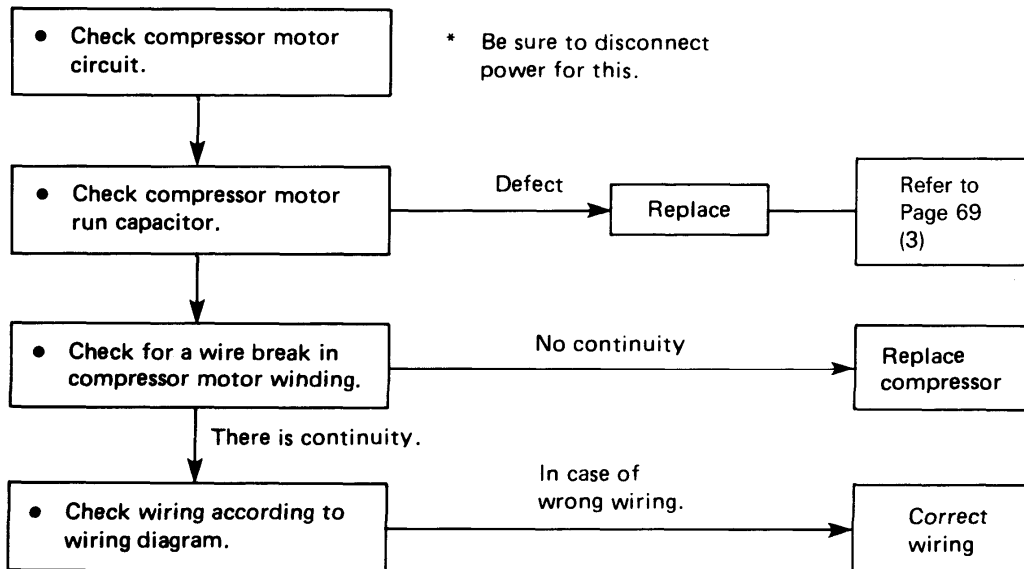 ● Check compressor motor
circuit.
* Be sure to disconnect
power for this.
● Check compressor motor
run capacitor.
Defect
Replace
Refer to
Page 69
(3)
● Check for a wire break in
compressor motor winding.
No continuity
Replace
compressor
There is continuity.
● Check wiring according to
wiring diagram.
In case of
wrong wiring.
Correct
wiring